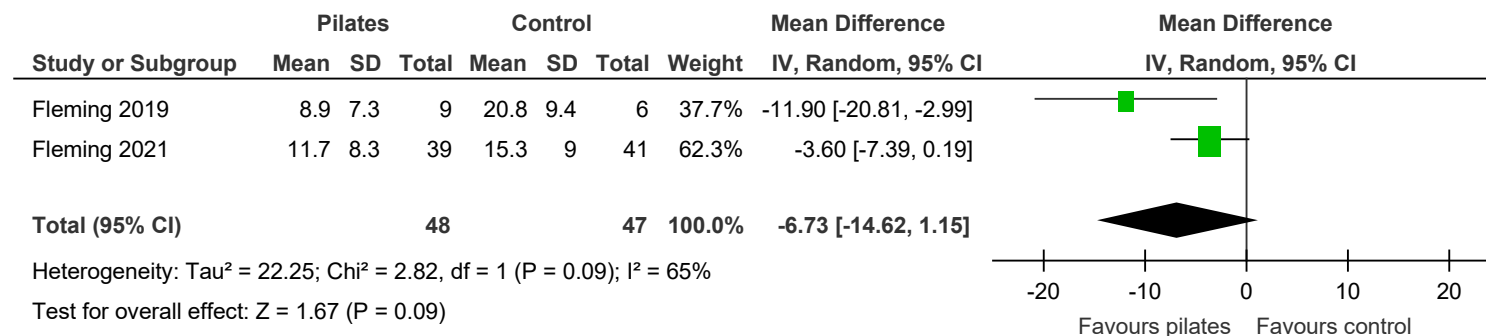 Pilates Control Mean Difference Mean Difference
Study or Subgroup Mean SD Total Mean SD Total Weight IV, Random, 95% CI IV, Random, 95% CI
Fleming 2019 8.9 7.3 9 20.8 9.4 6 37.7% -11.90 [-20.81, -2.99]
Fleming 2021 11.7 8.3 39 15.3 9 41 62.3% -3.60 [-7.39, 0.19]
Total (95% CI) 48 47 100.0% -6.73 [-14.62, 1.15]
Heterogeneity: Tau² = 22.25; Chi² = 2.82, df = 1 (P = 0.09); I² = 65%
Test for overall effect: Z = 1.67 (P = 0.09)
-20 -10 0 10 20
Favours pilates Favours control